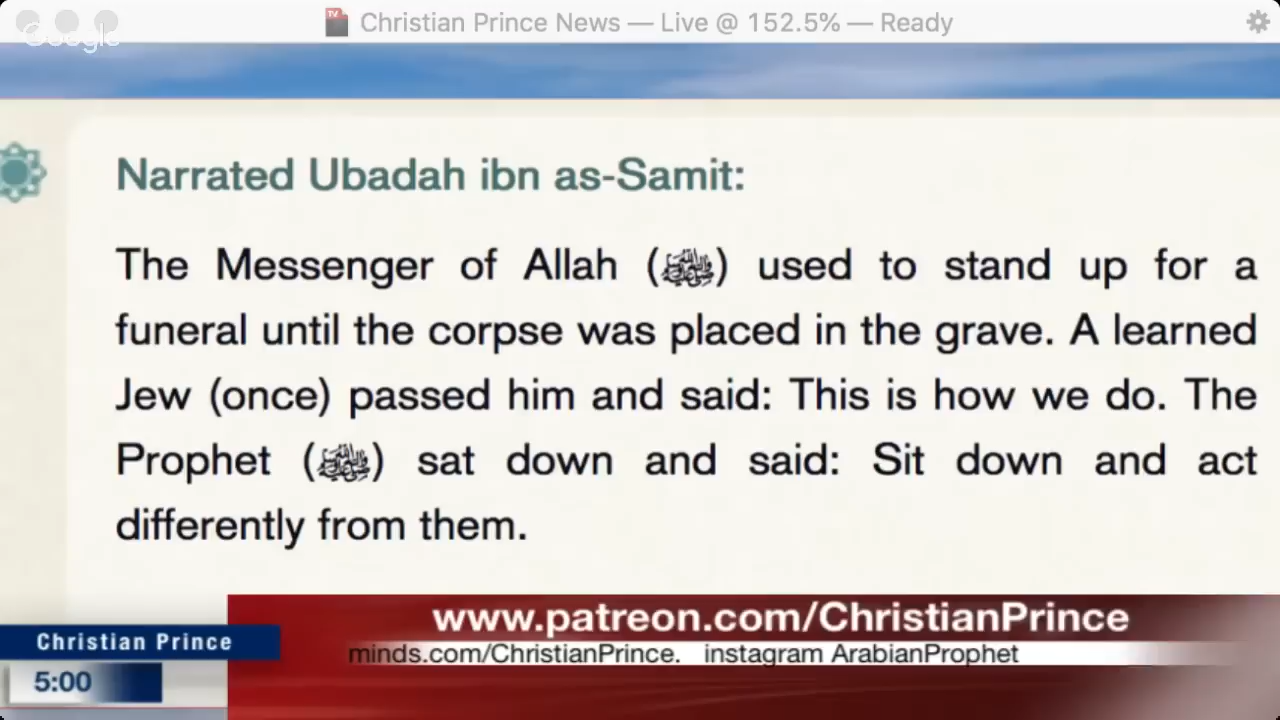 Christian Prince News — Live @ 152.5% — Ready
Google
Narrated Ubadah ibn as-Samit:
The Messenger of Allah (ﷺ) used to stand up for a
funeral until the corpse was placed in the grave. A learned
Jew (once) passed him and said: This is how we do. The
Prophet (ﷺ) sat down and said: Sit down and act
differently from them.
www.patreon.com/ChristianPrince
Christian Prince
minds.com/ChristianPrince. instagram ArabianProphet
5:00